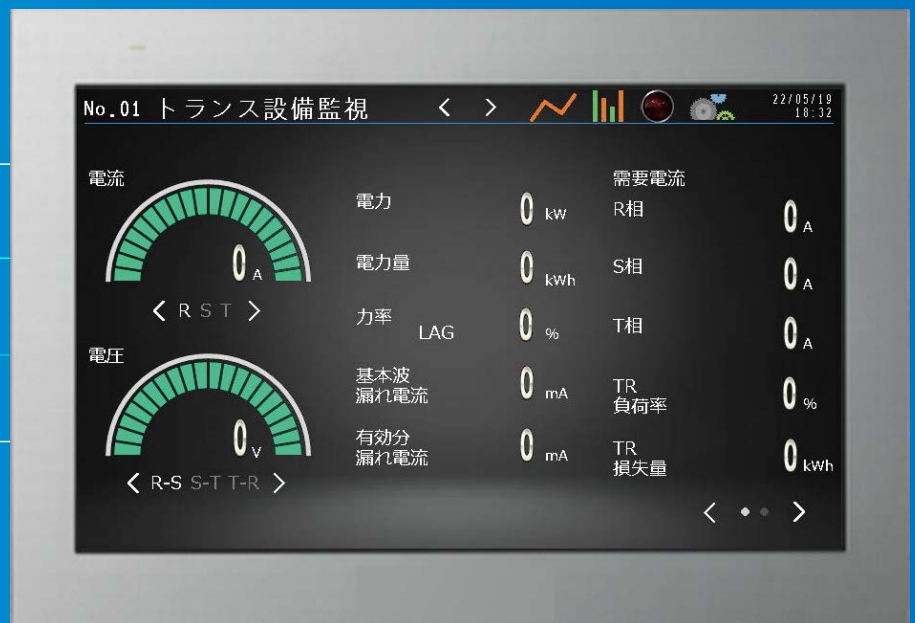 No.01 トランス設備監視
22/05/19
18:32
電流
0 A
R S T
電圧
0 V
R-S S-T T-R
電力
0 kW
電力量
0 kWh
力率
LAG
0 %
基本波
漏れ電流
0 mA
有効分
漏れ電流
0 mA
需要電流
R相
0 A
S相
0 A
T相
0 A
TR
負荷率
0 %
TR
損失量
0 kWh